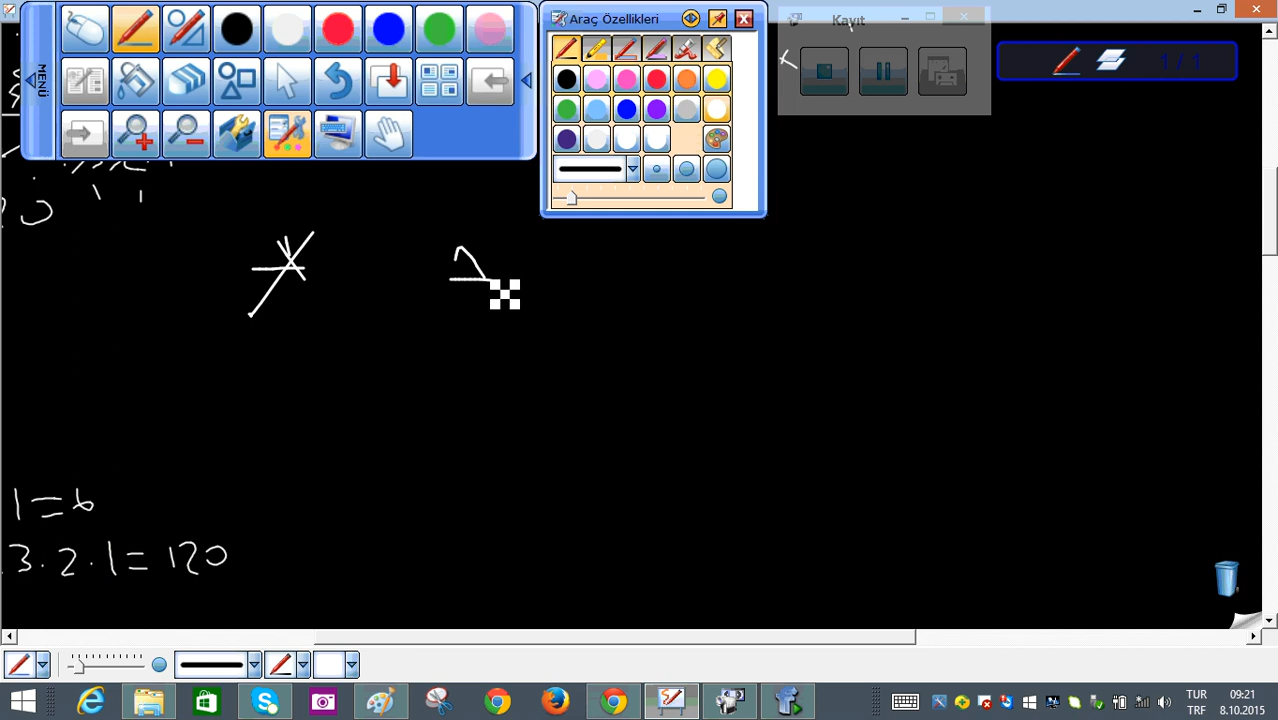 MENÜ
Araç Özellikleri
Kayıt
1 / 1
1=6
3.2.1=120
TUR
09:21
TRF
8.10.2015